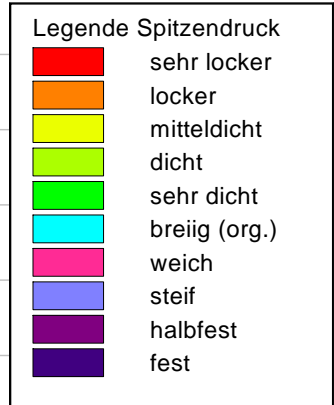 Legende Spitzendruck
sehr locker
locker
mitteldicht
dicht
sehr dicht
breiig (org.)
weich
steif
halbfest
fest